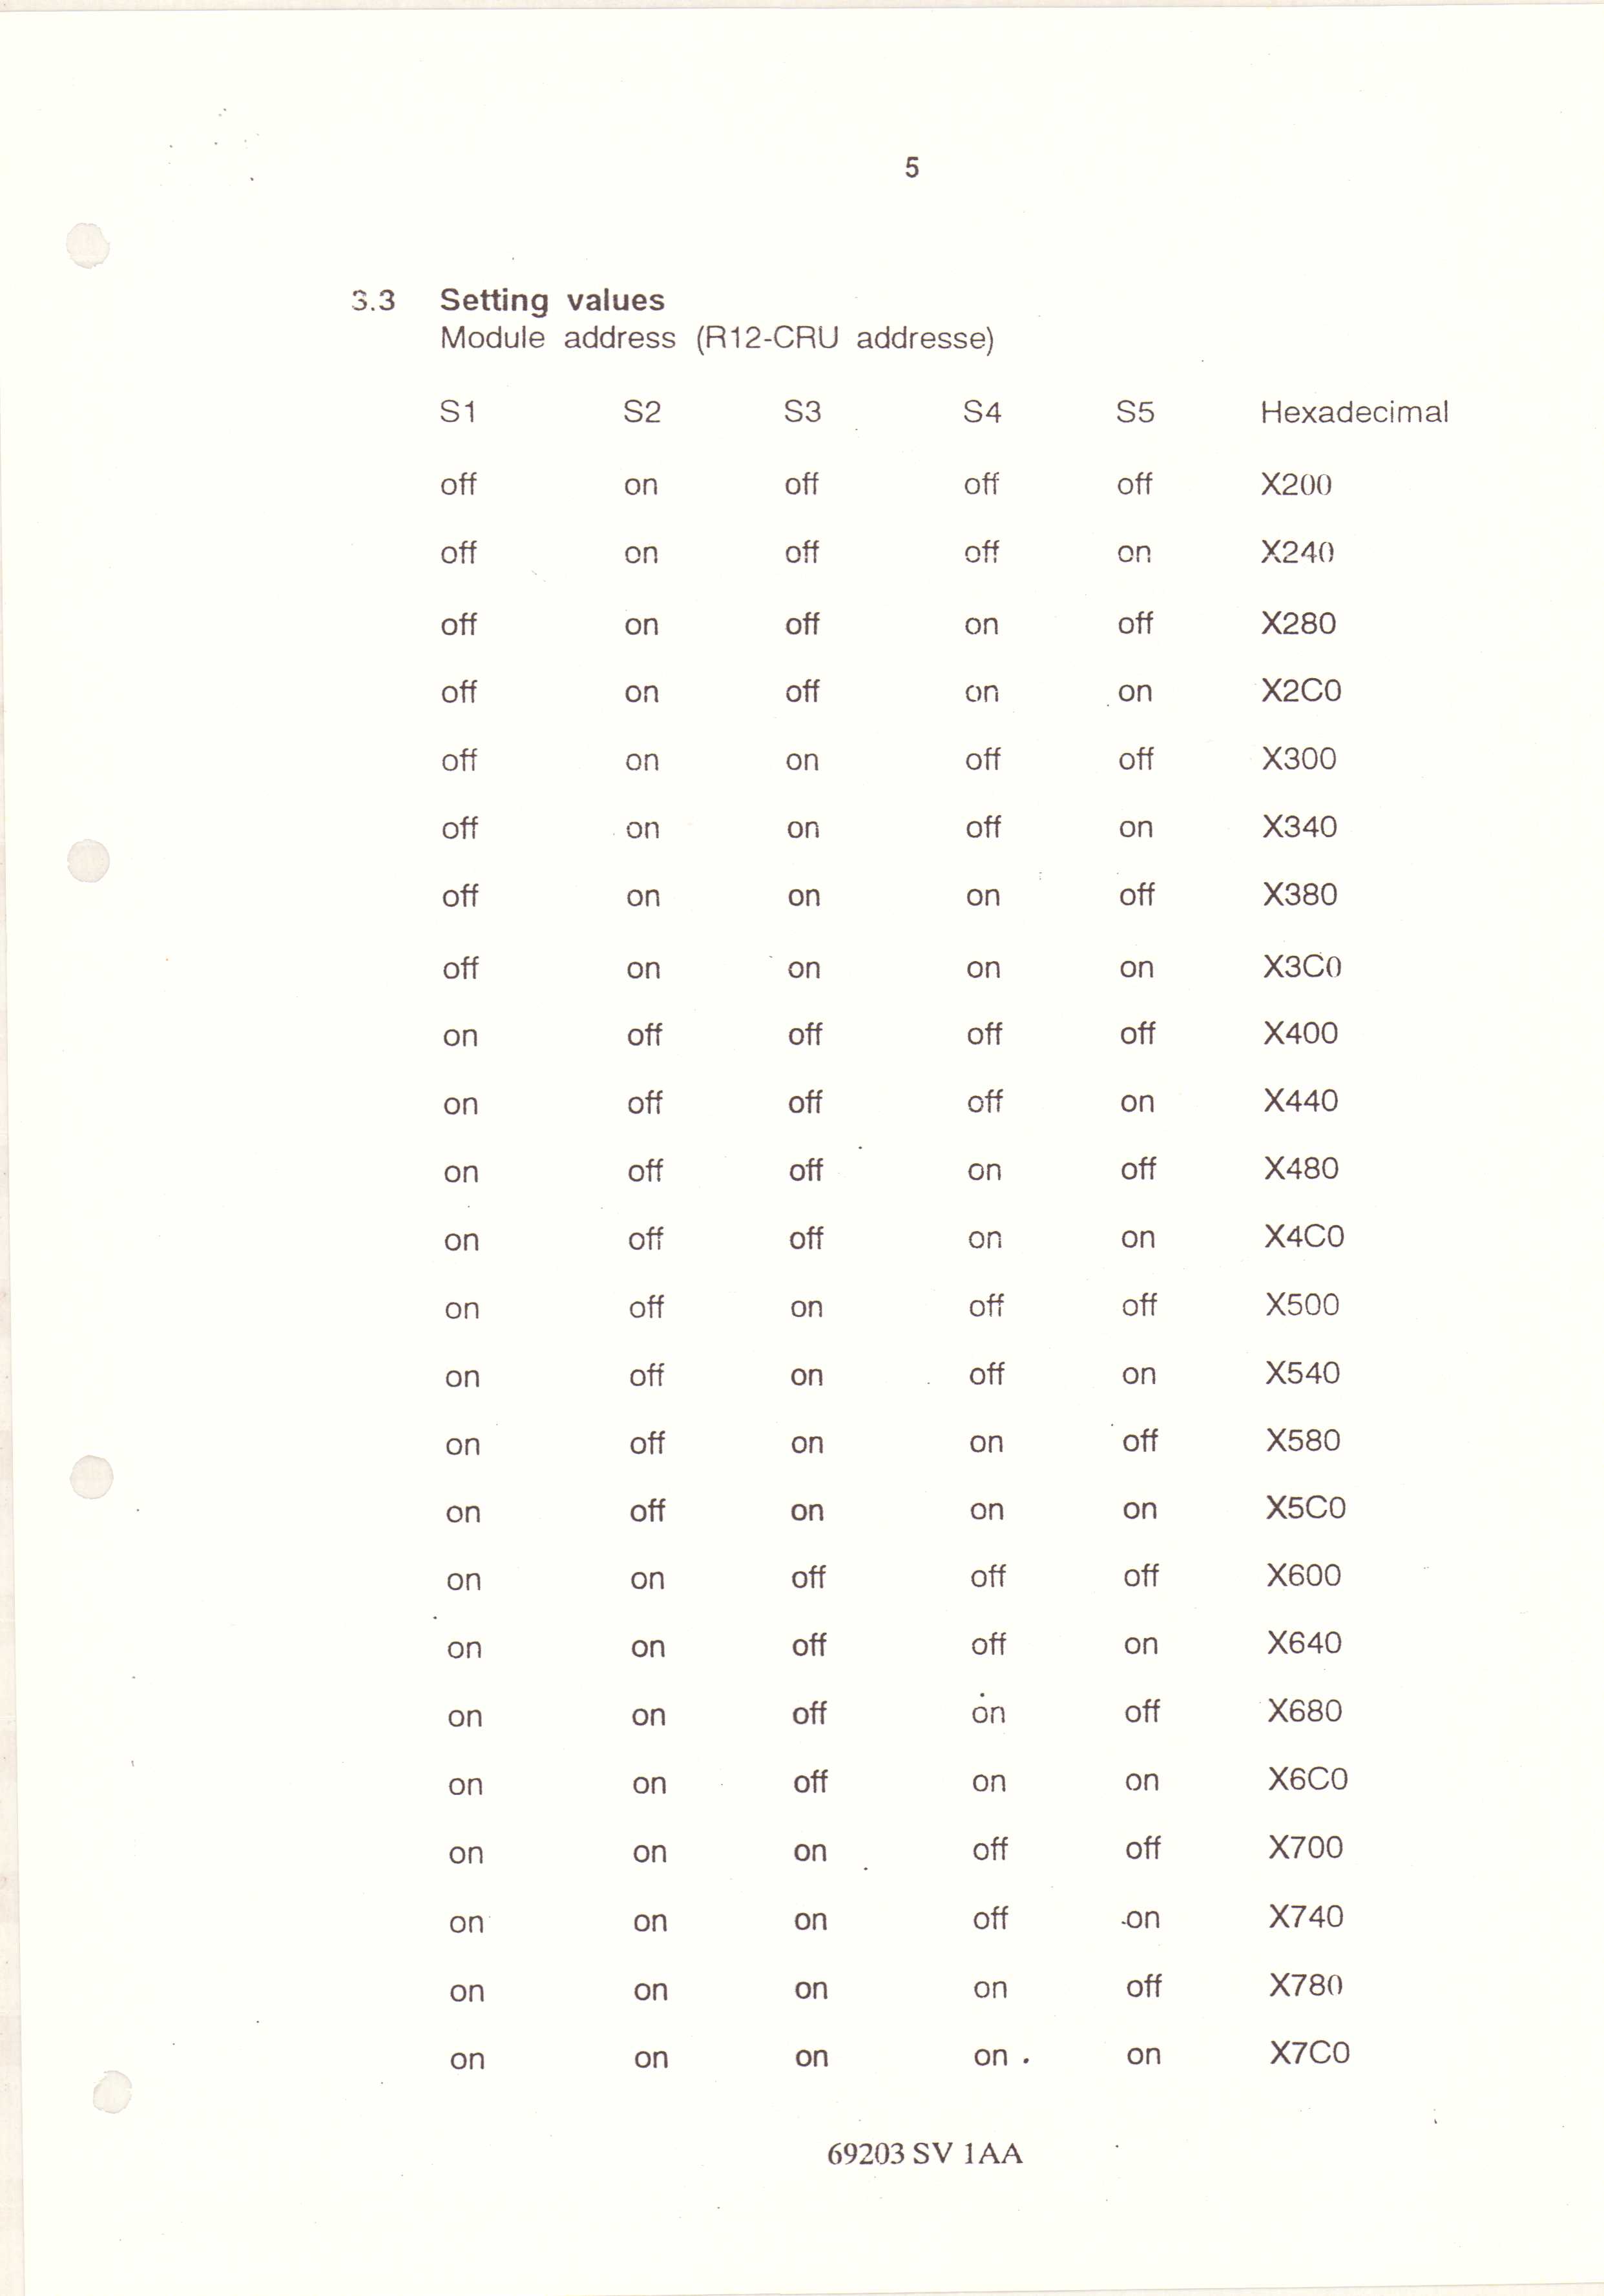 5
3.3 Setting values
Module address (R12-CRU addresse)
S1 S2 S3 S4 S5 Hexadecimal
off on off off off X200
off on off off on X240
off on off on off X280
off on off on on X2C0
off on on off off X300
off on on off on X340
off on on on off X380
off on on on on X3C0
on off off off off X400
on off off off on X440
on off off on off X480
on off off on on X4C0
on off on off off X500
on off on off on X540
on off on on off X580
on off on on on X5C0
on on off off off X600
on on off off on X640
on on off on off X680
on on off on on X6C0
on on on off off X700
on on on off on X740
on on on on off X780
on on on on on X7C0
69203 SV 1AA